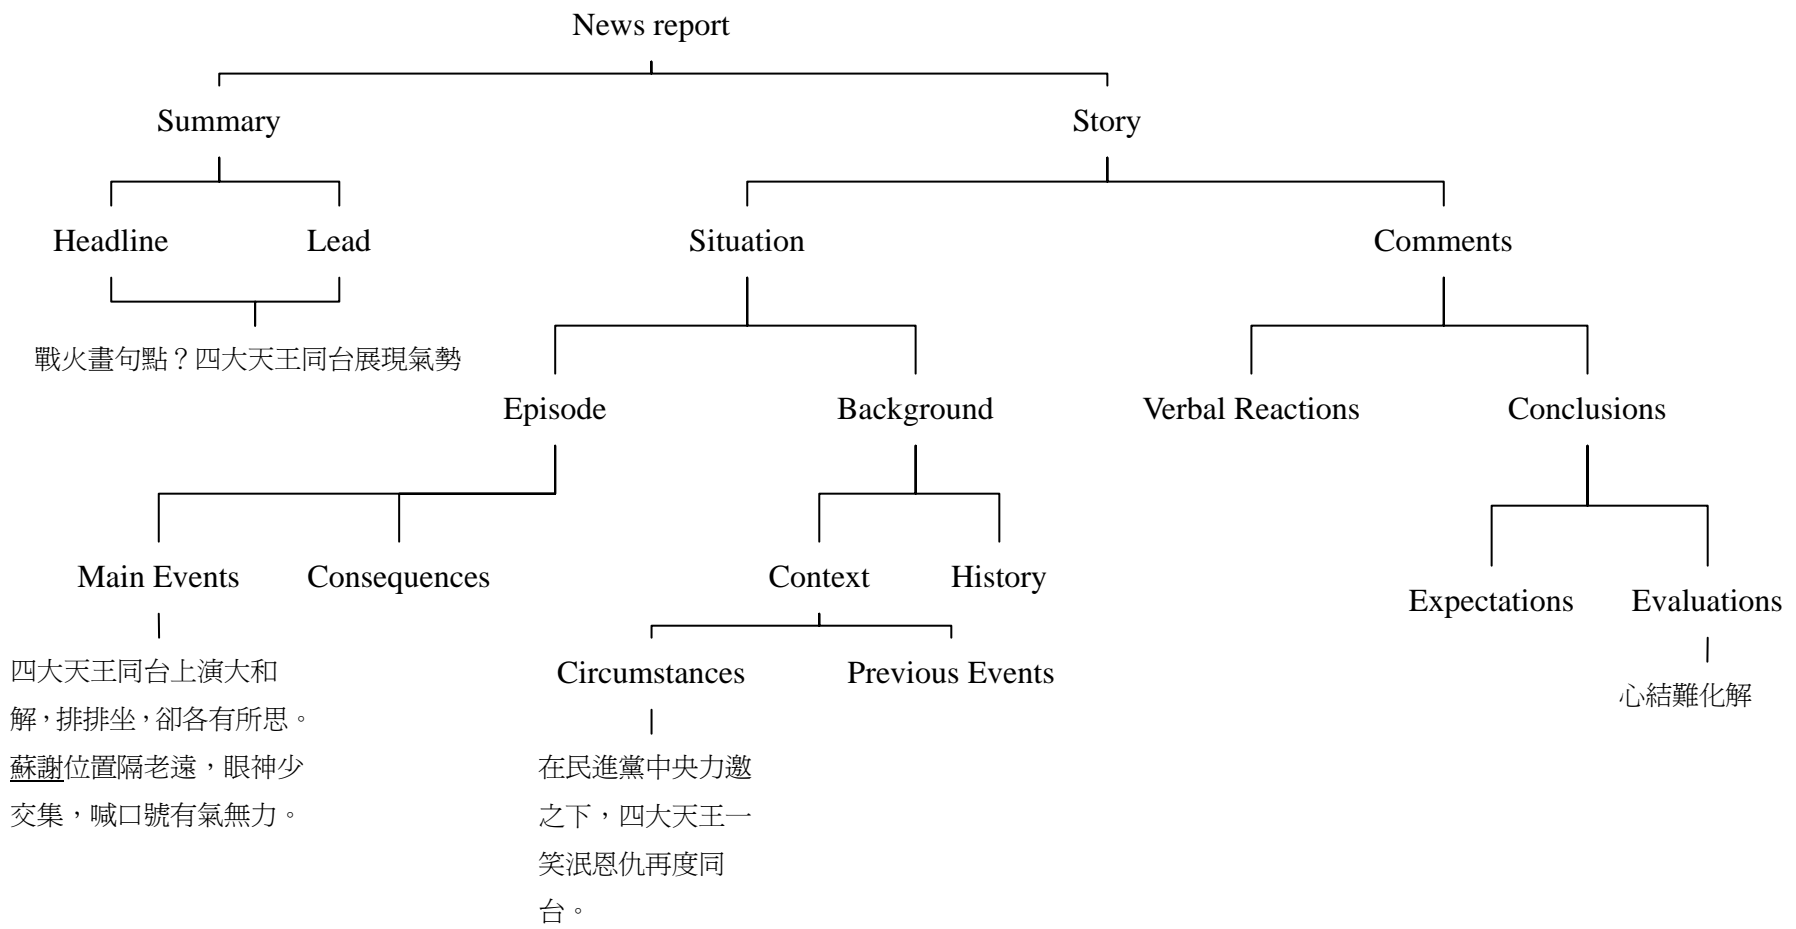 News report
Summary
Story
Headline
Lead
Situation
Comments
戰火畫句點？四大天王同台展現氣勢
Episode
Background
Verbal Reactions
Conclusions
Main Events
Consequences
Context
History
Expectations
Evaluations
四大天王同台上演大和
解，排排坐，卻各有所思。
蘇謝位置隔老遠，眼神少
交集，喊口號有氣無力。
Circumstances
Previous Events
心結難化解
在民進黨中央力邀
之下，四大天王一
笑泯恩仇再度同
台。